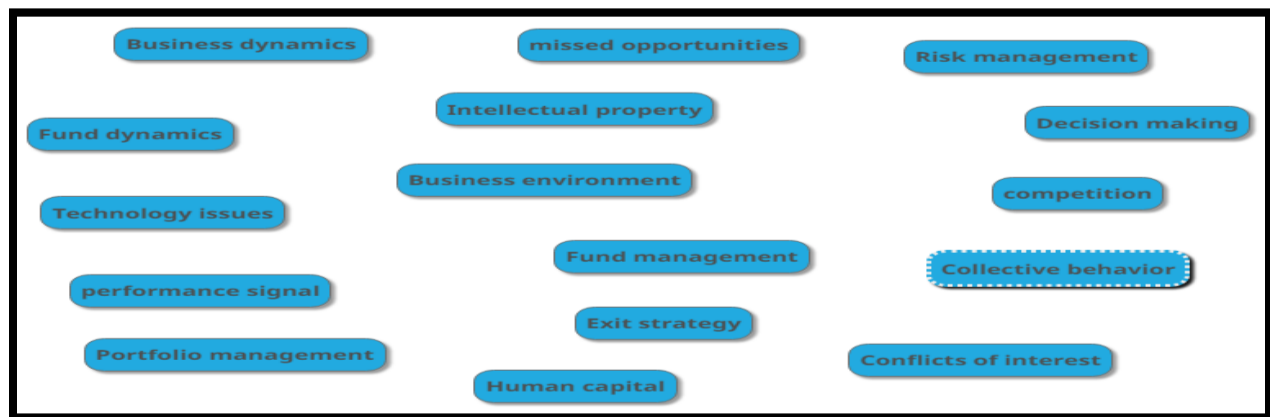 Business dynamics
missed opportunities
Risk management
Intellectual property
Decision making
Fund dynamics
Business environment
competition
Technology issues
Fund management
Collective behavior
performance signal
Exit strategy
Portfolio management
Conflicts of interest
Human capital